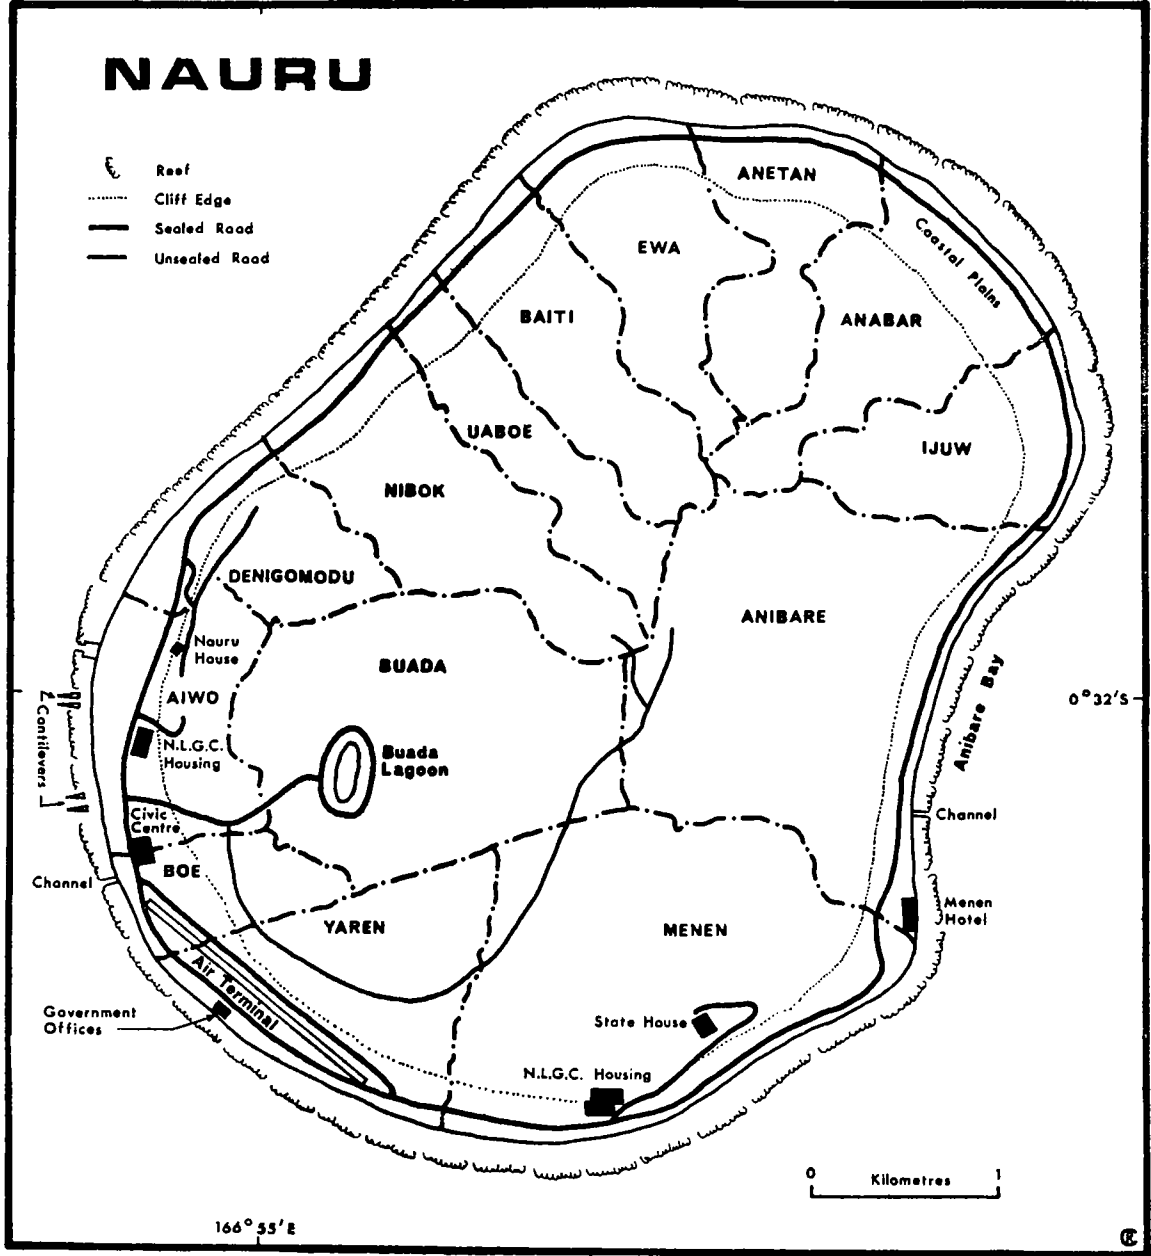 NAURU
Reef
Cliff Edge
Sealed Road
Unsealed Road
ANETAN
EWA
Coastal Plains
BAITI
ANABAR
UABOE
IJUW
NIBOK
DENIGOMODU
ANIBARE
Nauru
House
BUADA
AIWO
0°32'S
Anibare Bay
Cantilevers
N.L.G.C.
Housing
Buada
Lagoon
Civic
Centre
Channel
BOE
Channel
Menen
Hotel
YAREN
MENEN
Air Terminal
Government
Offices
State House
N.L.G.C. Housing
0 Kilometres 1
166°55'E